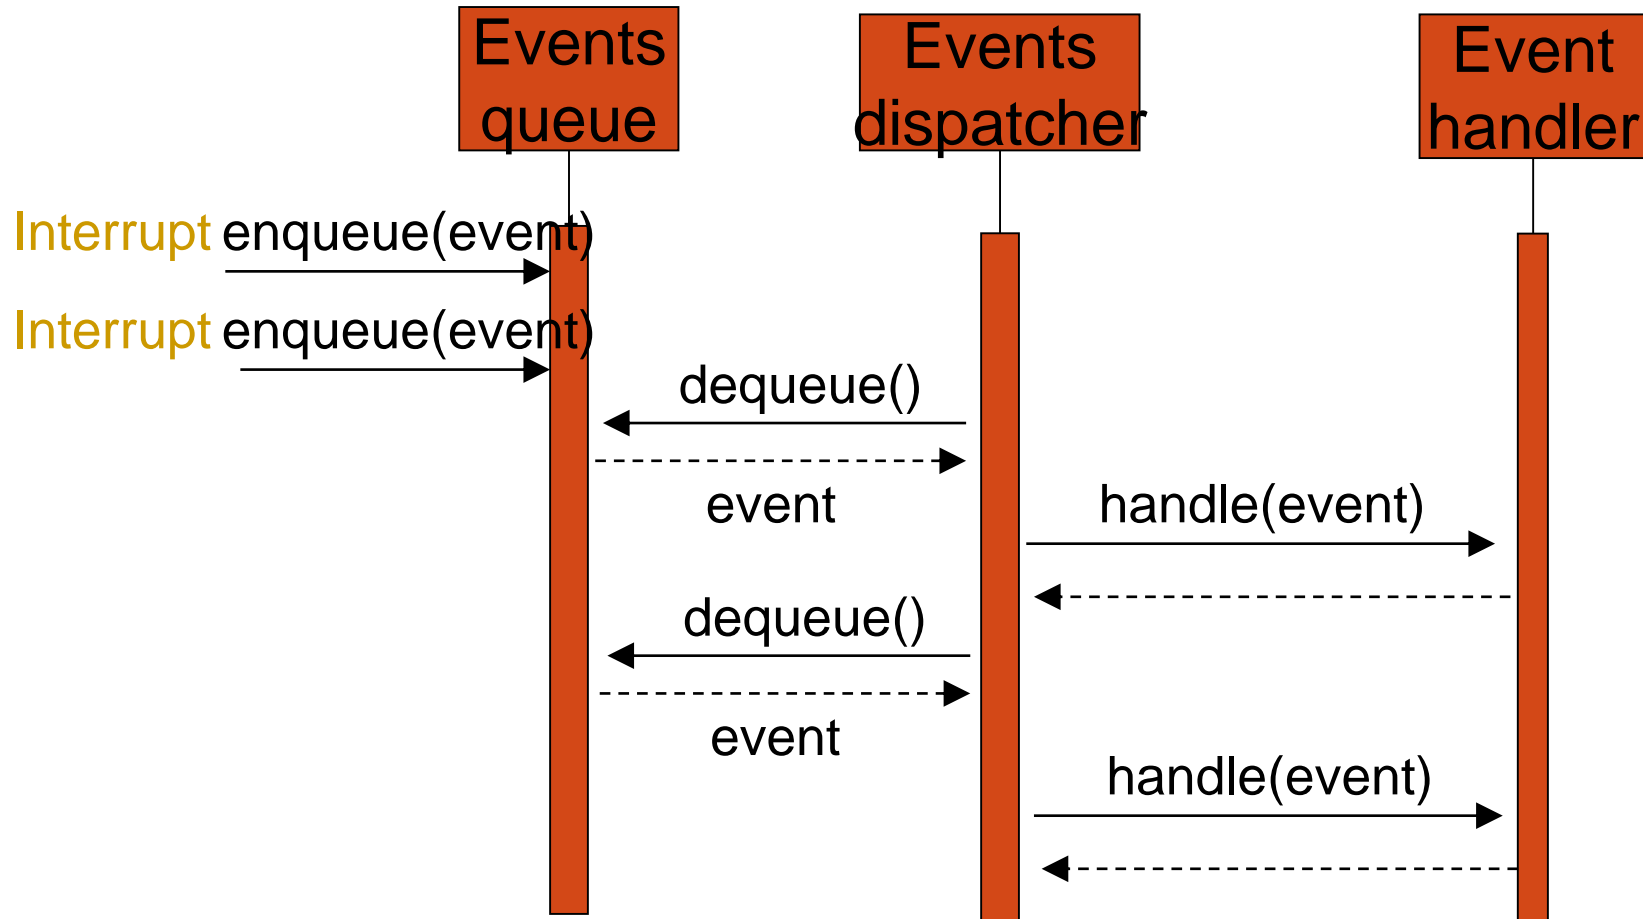 Events
queue
Events
dispatcher
Event
handler
Interrupt enqueue(event)
Interrupt enqueue(event)
dequeue()
event
handle(event)
dequeue()
event
handle(event)